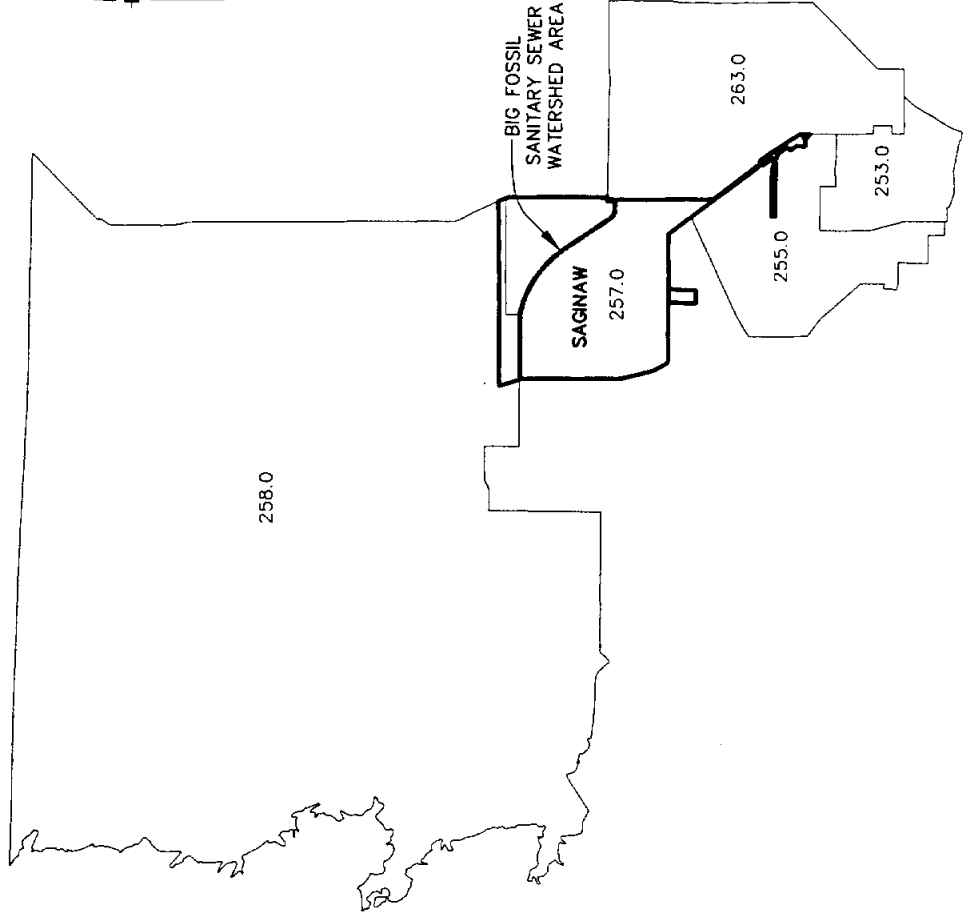 BIG FOSSIL
SANITARY SEWER
WATERSHED AREA
263.0
253.0
255.0
SAGINAW
257.0
258.0